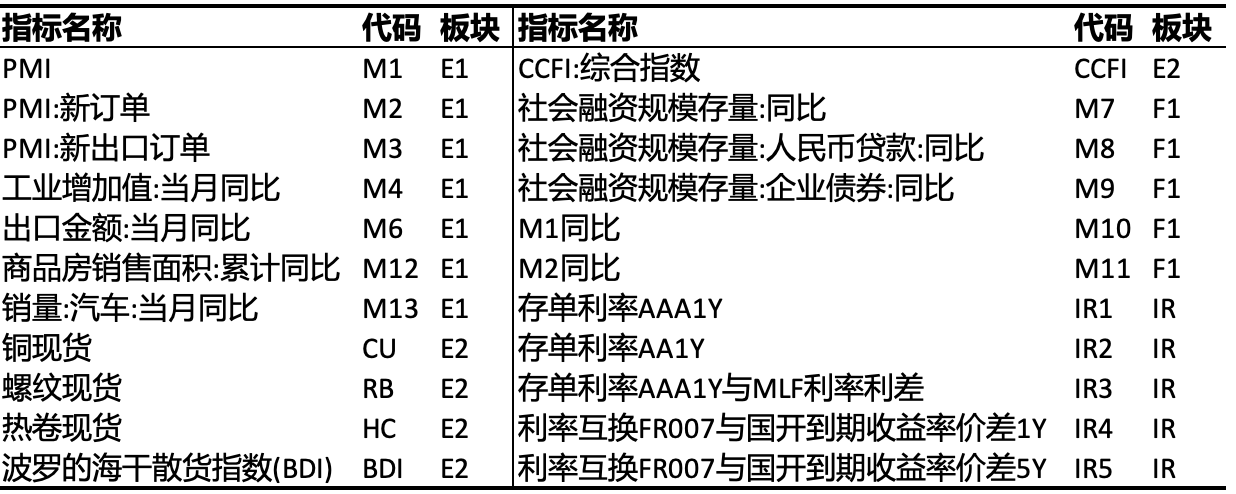 指标名称 代码 板块 指标名称 代码 板块
PMI M1 E1 CCFI:综合指数 CCFI E2
PMI:新订单 M2 E1 社会融资规模存量:同比 M7 F1
PMI:新出口订单 M3 E1 社会融资规模存量:人民币贷款:同比 M8 F1
工业增加值:当月同比 M4 E1 社会融资规模存量:企业债券:同比 M9 F1
出口金额:当月同比 M6 E1 M1同比 M10 F1
商品房销售面积:累计同比 M12 E1 M2同比 M11 F1
销量:汽车:当月同比 M13 E1 存单利率AAA1Y IR1 IR
铜现货 CU E2 存单利率AA1Y IR2 IR
螺纹现货 RB E2 存单利率AAA1Y与MLF利率利差 IR3 IR
热卷现货 HC E2 利率互换FR007与国开到期收益率价差1Y IR4 IR
波罗的海干散货指数(BDI) BDI E2 利率互换FR007与国开到期收益率价差5Y IR5 IR